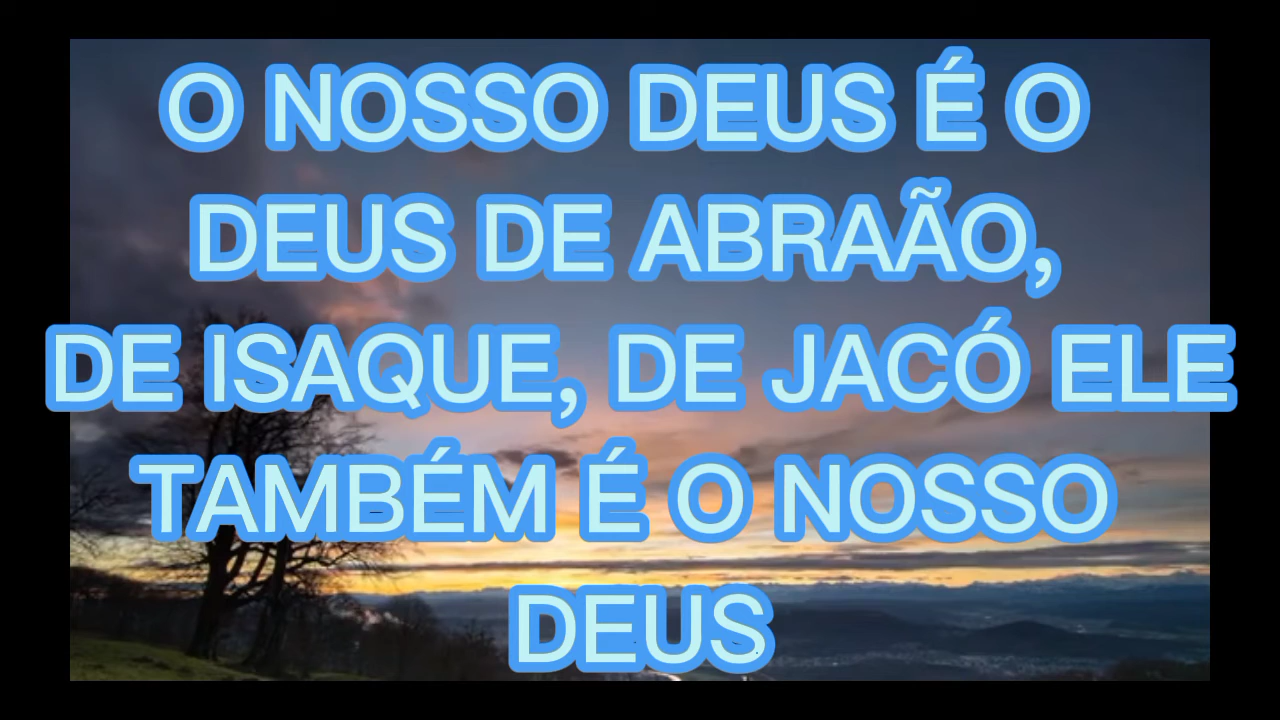 O NOSSO DEUS É O
DEUS DE ABRAÃO,
DE ISAQUE, DE JACÓ ELE
TAMBÉM É O NOSSO
DEUS